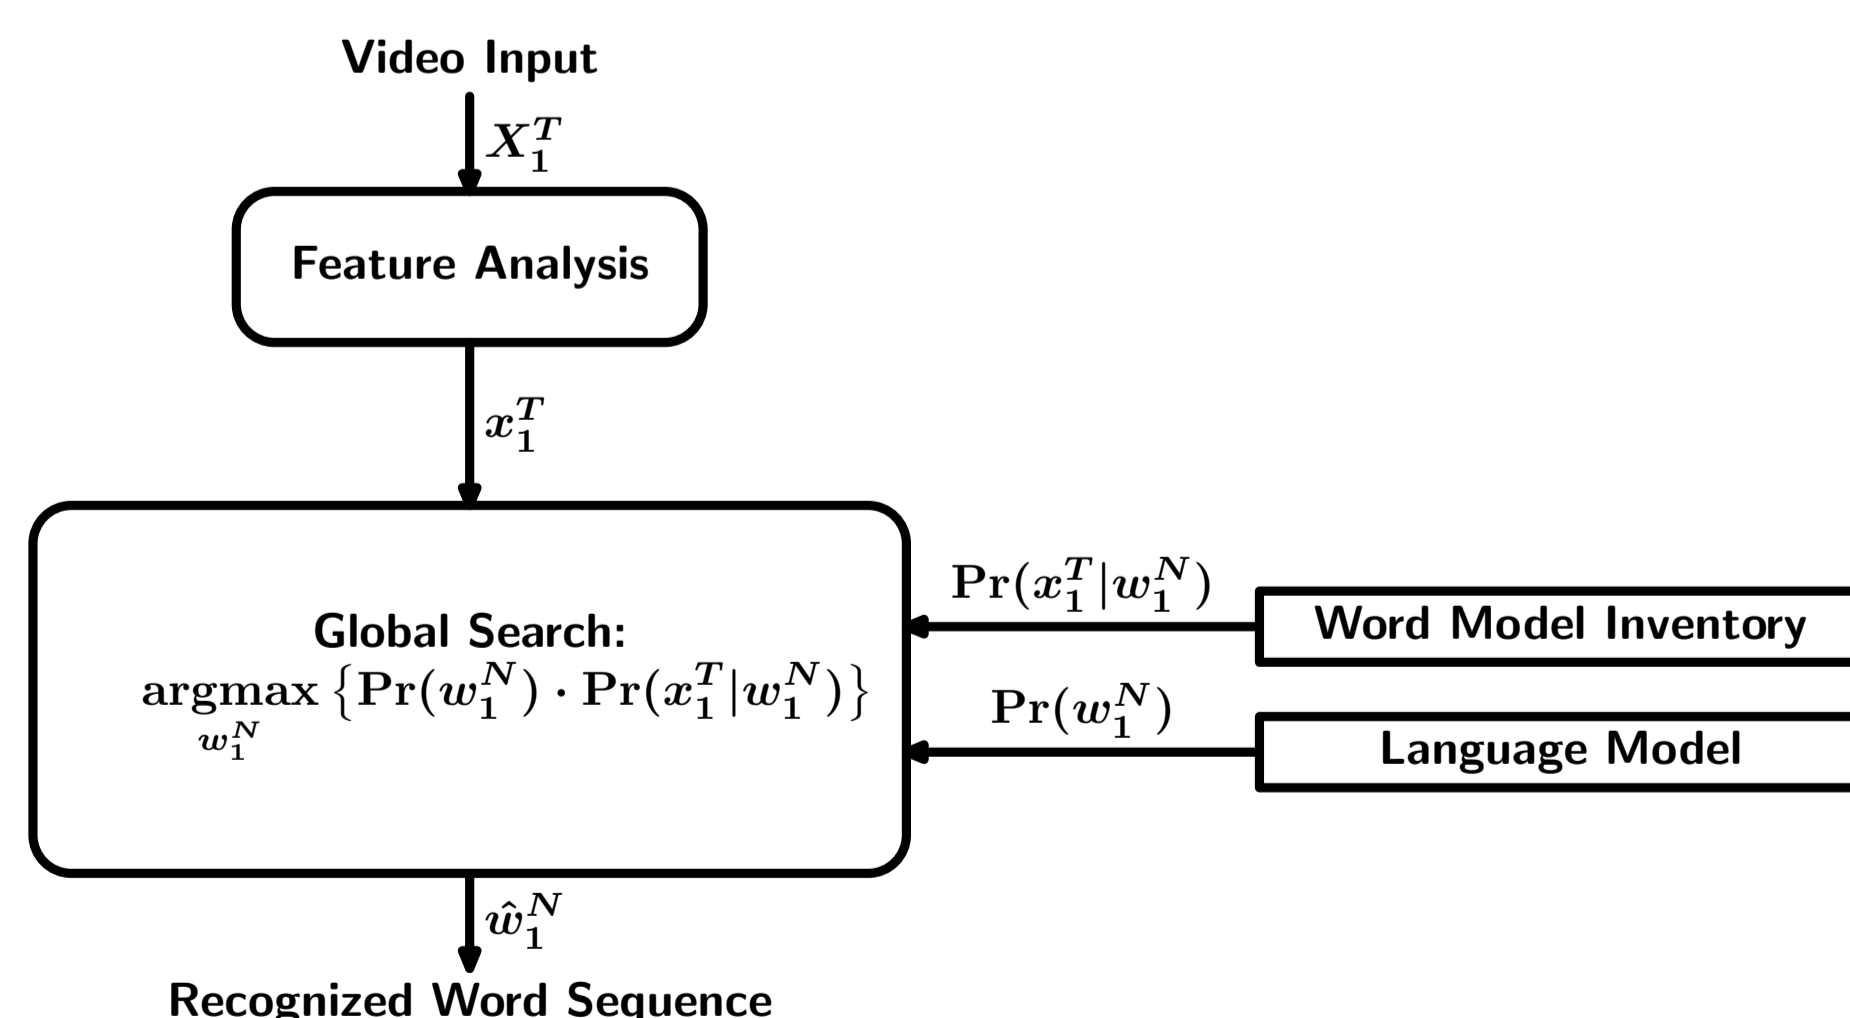 Video Input
X_1^T
Feature Analysis
x_1^T
Global Search:
argmax {Pr(w_1^N) · Pr(x_1^T|w_1^N)}
w_1^N
Pr(x_1^T|w_1^N)
Word Model Inventory
Pr(w_1^N)
Language Model
ŵ_1^N
Recognized Word Sequence